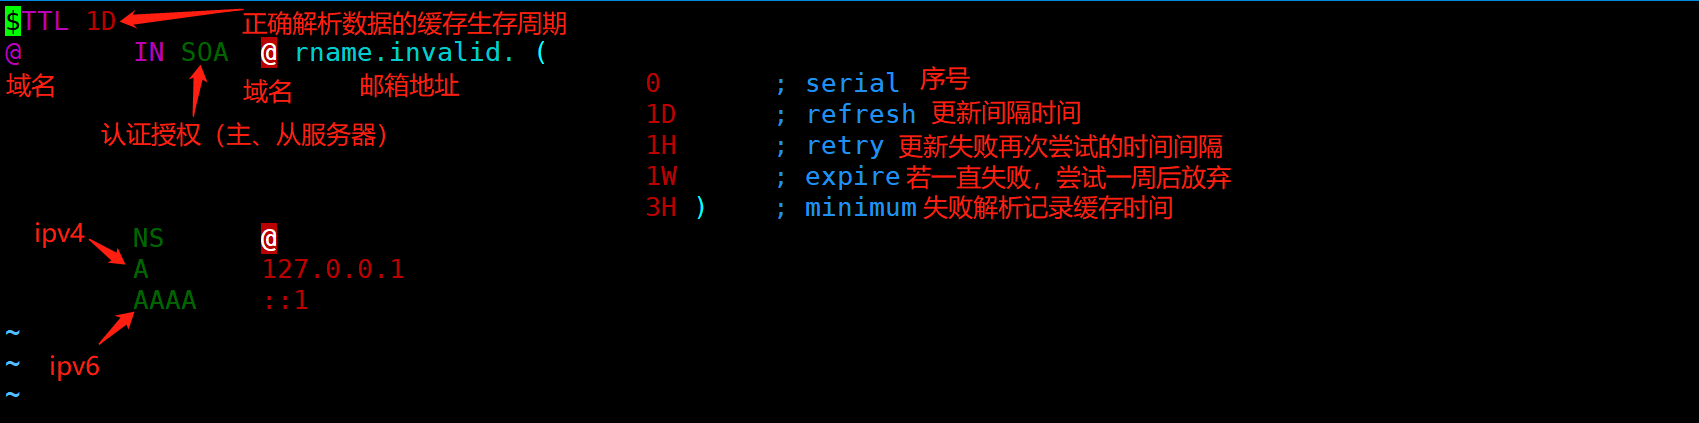 $TTL 1D 正确解析数据的缓存生存周期
@ IN SOA @ rname.invalid. (
域名 域名 邮箱地址
0 ; serial 序号
1D ; refresh 更新间隔时间
认证授权（主、从服务器）
1H ; retry 更新失败再次尝试的时间间隔
1W ; expire 若一直失败，尝试一周后放弃
3H ) ; minimum 失败解析记录缓存时间
ipv4 NS @
A 127.0.0.1
AAAA ::1
~
~
ipv6
~